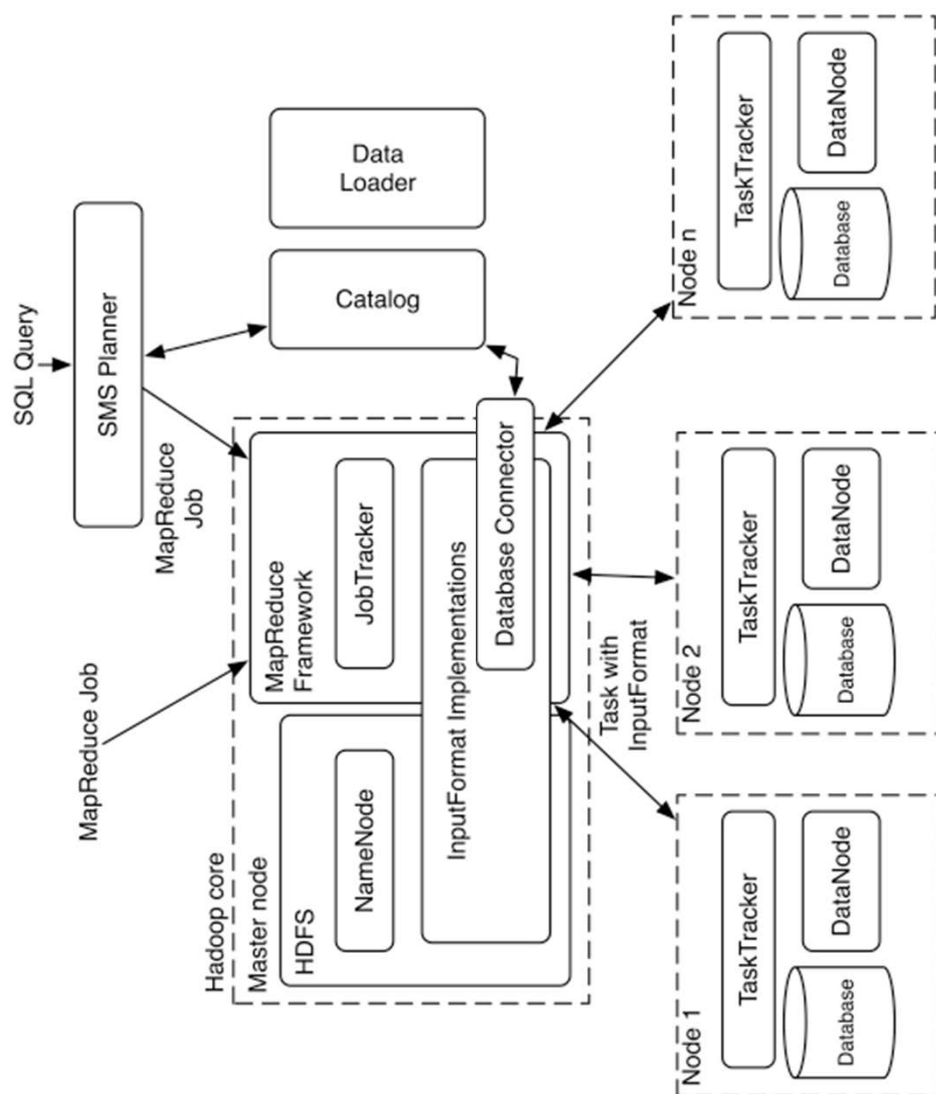 SQL Query
SMS Planner
MapReduce Job
MapReduce
Job
Catalog
Data
Loader
Hadoop core
Master node
HDFS
NameNode
MapReduce
Framework
JobTracker
InputFormat Implementations
Database Connector
Task with
InputFormat
Node 1
TaskTracker
Database
DataNode
Node 2
TaskTracker
Database
DataNode
Node n
TaskTracker
Database
DataNode